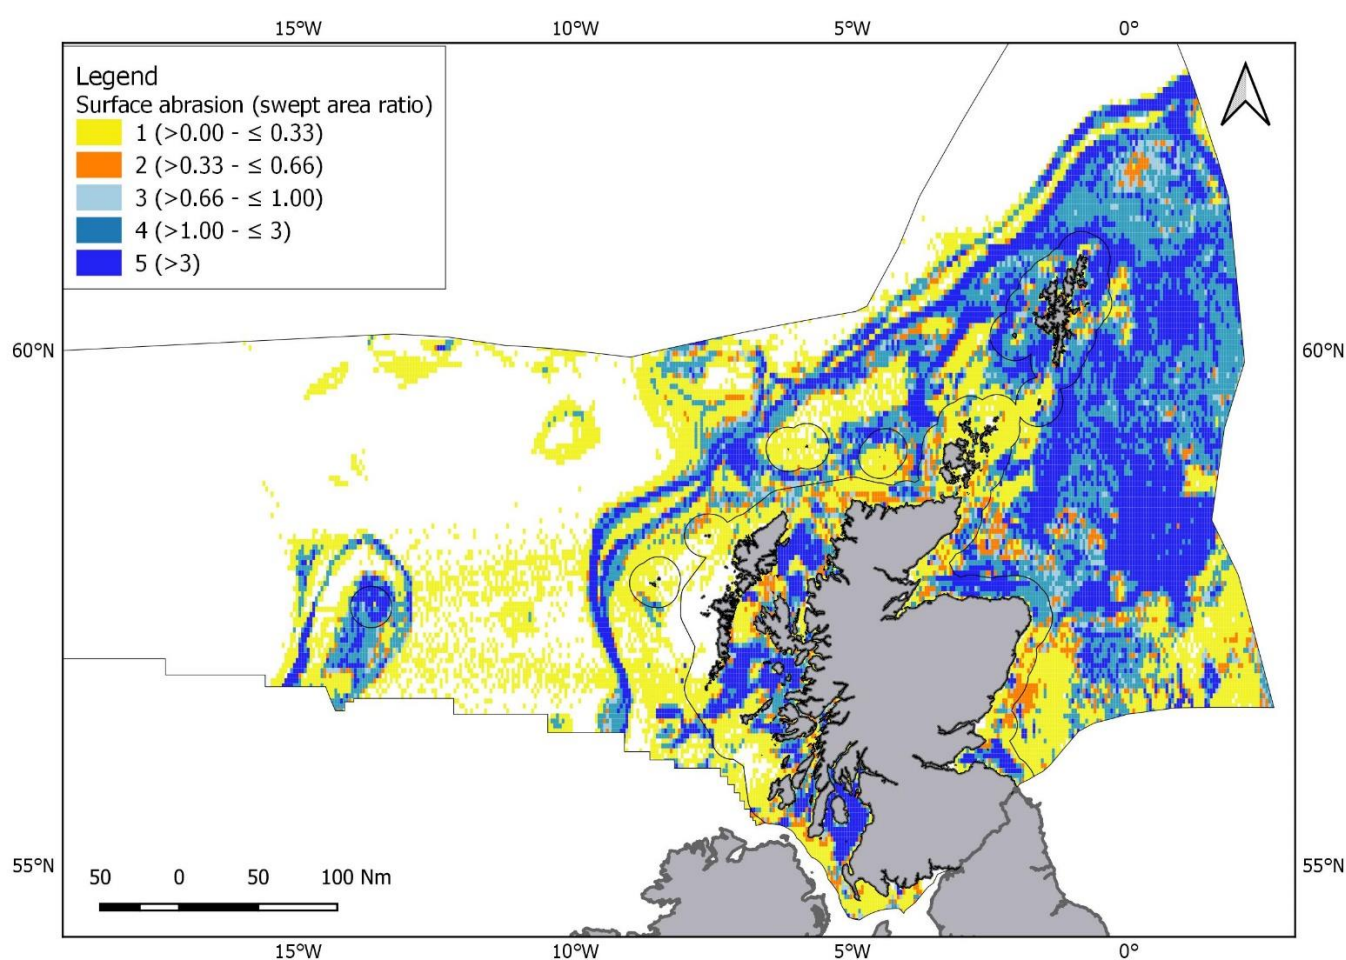 15°W 10°W 5°W 0°
Legend
Surface abrasion (swept area ratio)
1 (>0.00 - ≤ 0.33)
2 (>0.33 - ≤ 0.66)
3 (>0.66 - ≤ 1.00)
4 (>1.00 - ≤ 3)
5 (>3)
60°N 60°N
55°N 55°N
50 0 50 100 Nm
15°W 10°W 5°W 0°